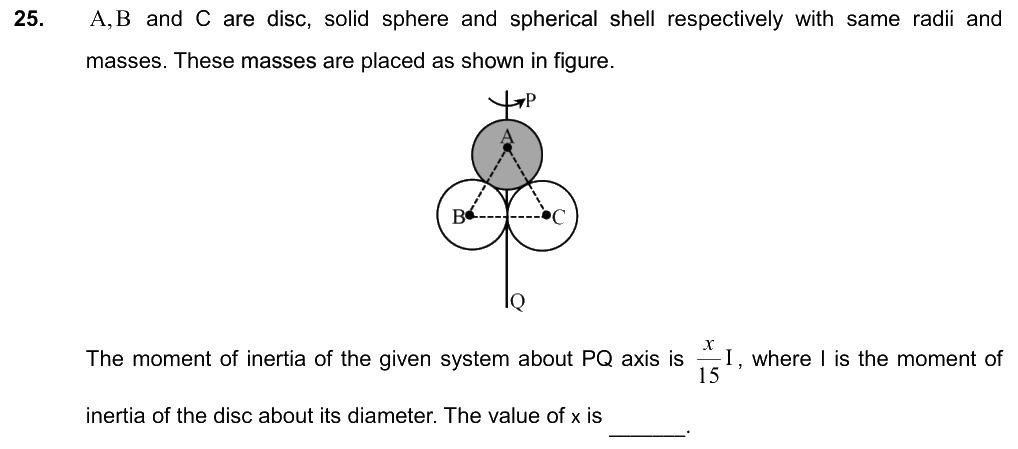 25. A, B and C are disc, solid sphere and spherical shell respectively with same radii and
masses. These masses are placed as shown in figure.
P
A
B C
Q
The moment of inertia of the given system about PQ axis is x/15 I, where I is the moment of
inertia of the disc about its diameter. The value of x is _______.